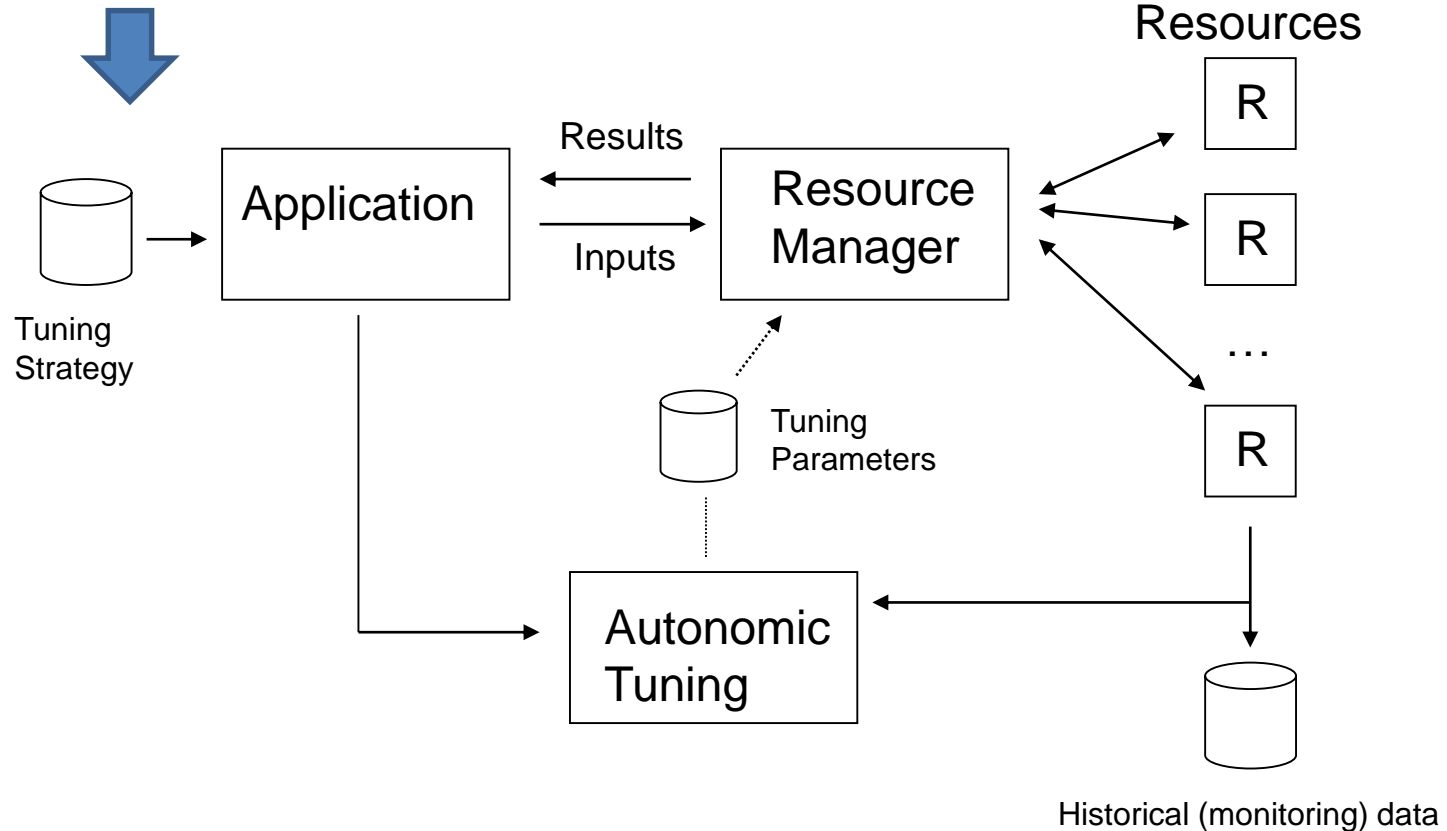 Resources
R
Results
Application
Resource
Manager
Inputs
R
Tuning
Strategy
…
Tuning
Parameters
R
Autonomic
Tuning
Historical (monitoring) data